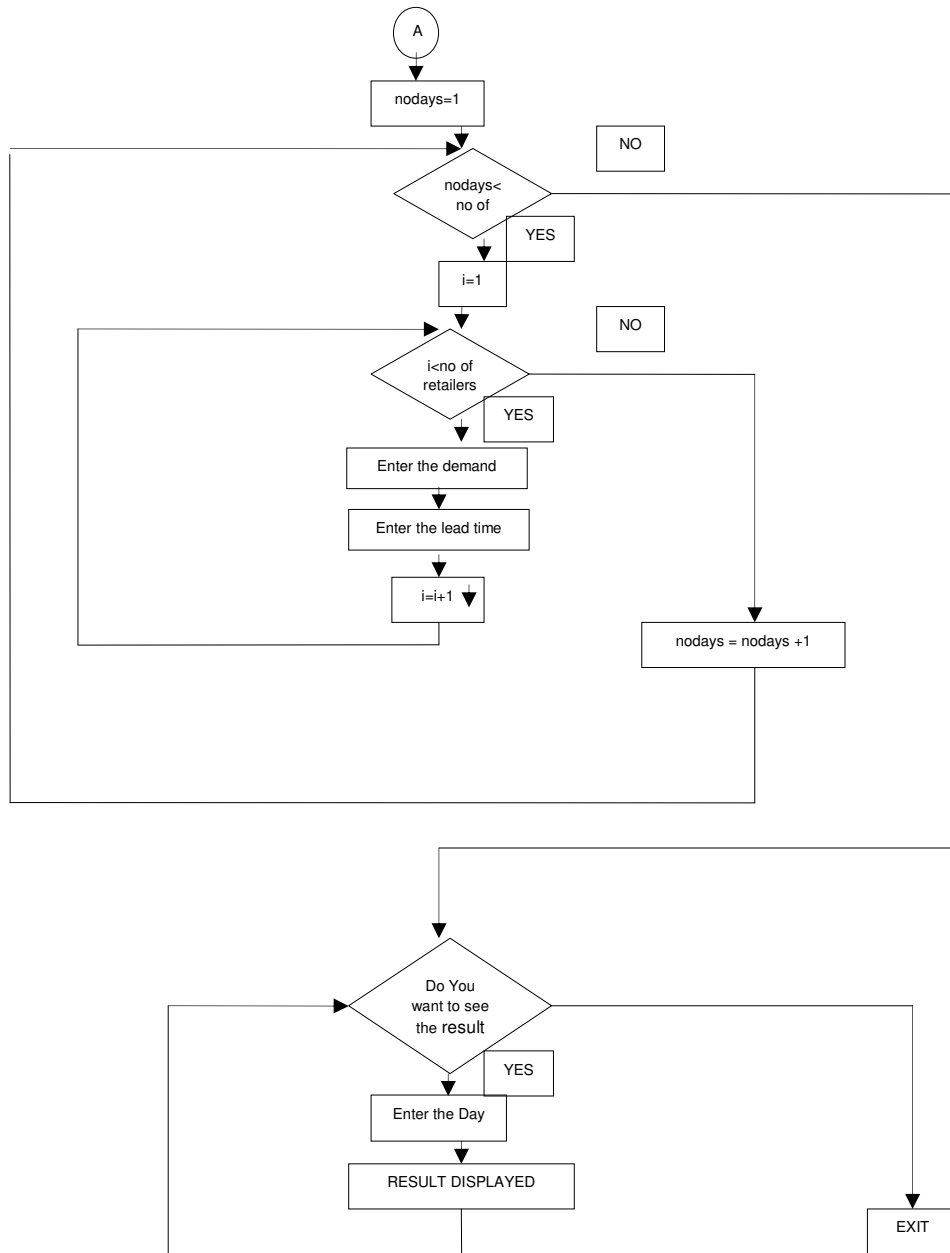 A
nodays=1
NO
nodays<
no of
YES
i=1
NO
i<no of
retailers
YES
Enter the demand
Enter the lead time
i=i+1
nodays = nodays +1
Do You
want to see
the result
YES
Enter the Day
RESULT DISPLAYED
EXIT